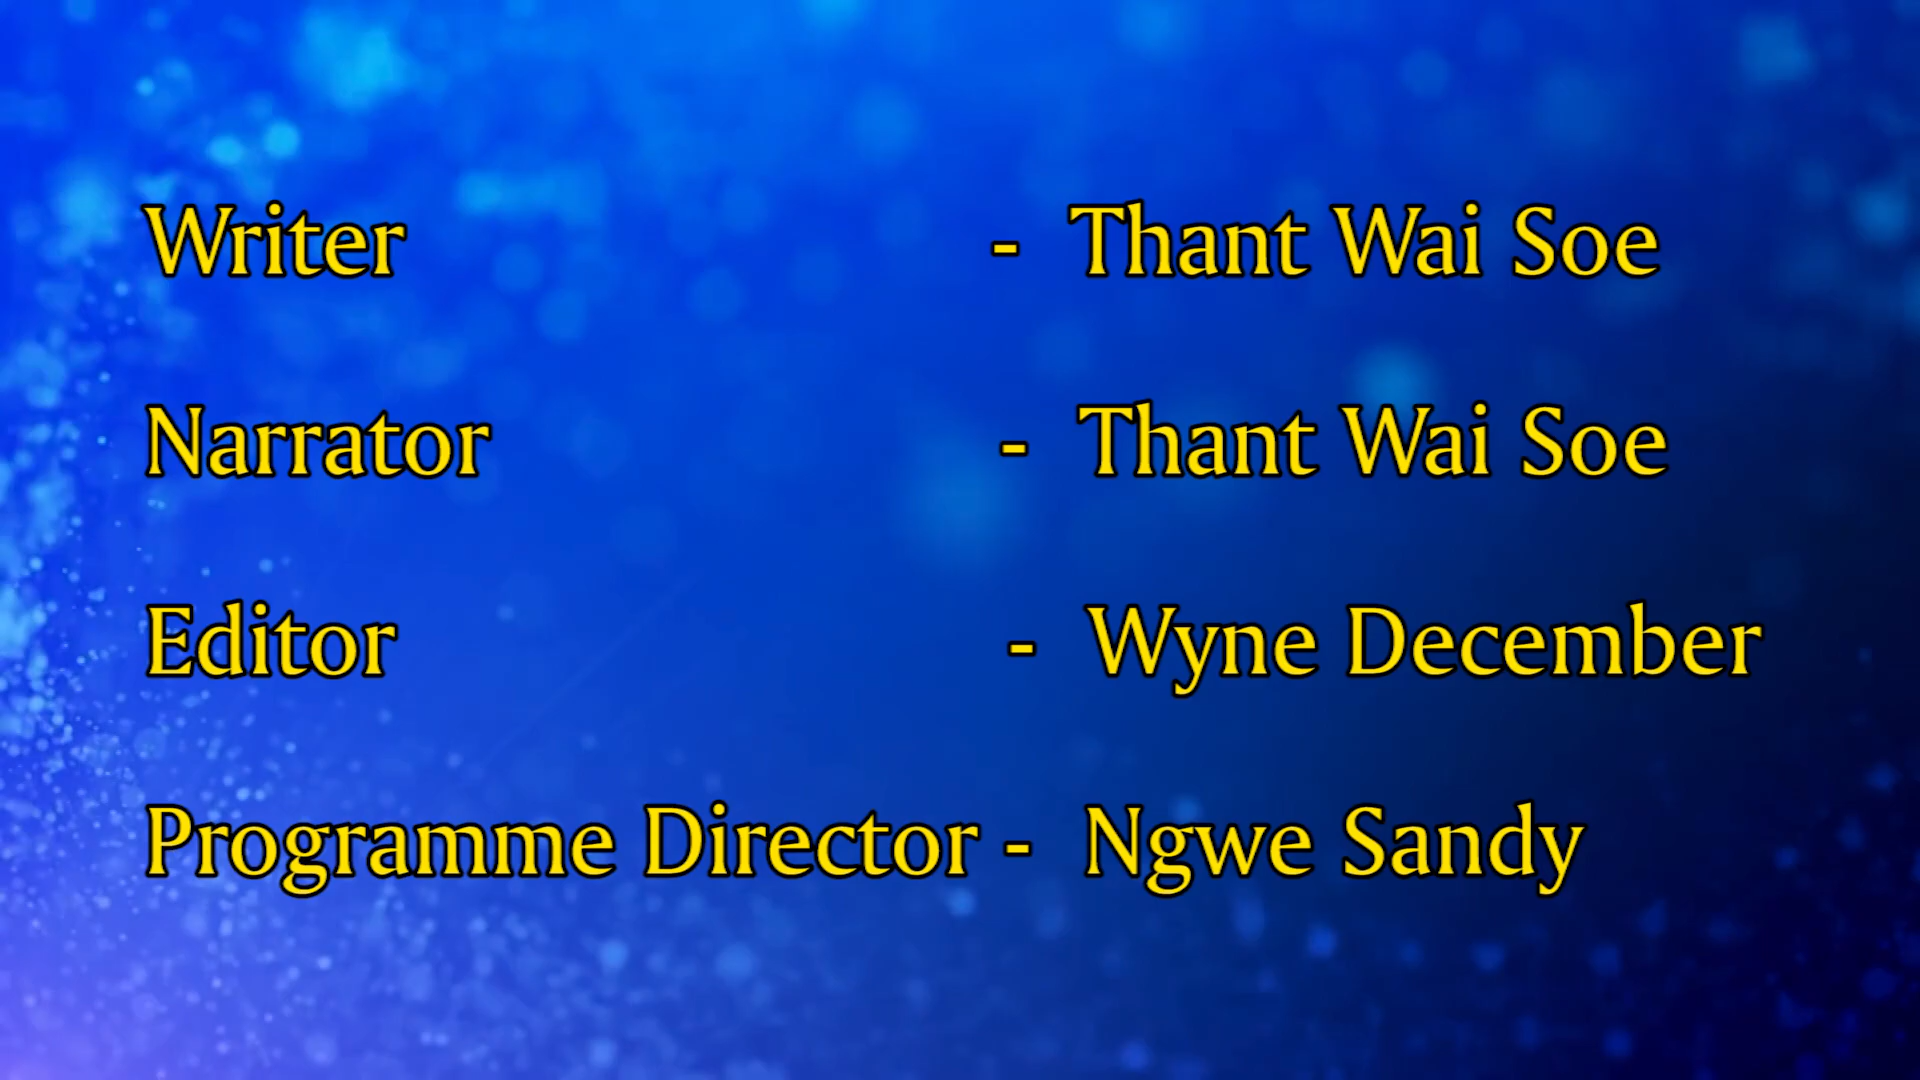 Writer - Thant Wai Soe
Narrator - Thant Wai Soe
Editor - Wyne December
Programme Director - Ngwe Sandy